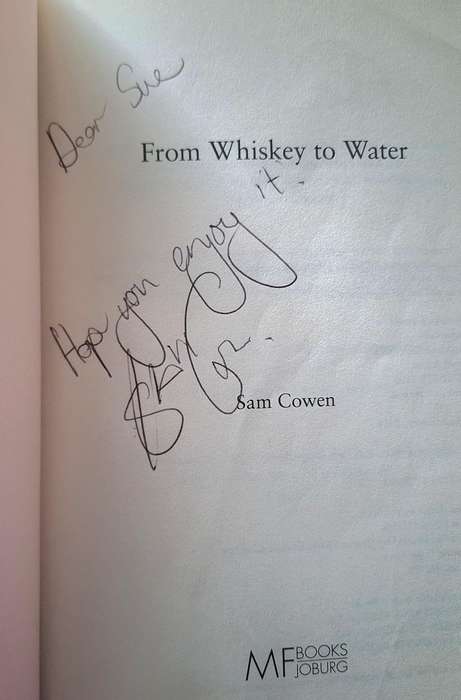 Dear Sue
From Whiskey to Water
Hope you enjoy it.
Sam Cowen
MF BOOKS
JOBURG